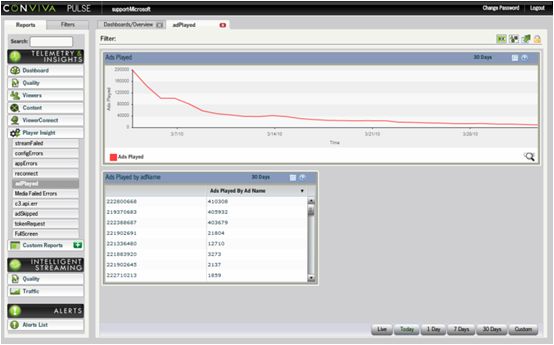 CONVIVA PULSE supportMicrosoft Change Password Logout
Reports Filters
Dashboards/Overview adPlayed
Search:
Filter:
TELEMETRY & INSIGHTS
Dashboard
Quality
Viewers
Content
ViewerConnect
Player Insight
streamFailed
configErrors
appErrors
reconnect
adPlayed
Media Failed Errors
c3.api.err
adSkipped
tokenRequest
FullScreen
Custom Reports
INTELLIGENT STREAMING
Quality
Traffic
ALERTS
Alerts List
Ads Played 30 Days
200000
160000
120000
80000
40000
0
Ads Played
3/7/10 3/14/10 3/21/10 3/28/10
Time
Ads Played
Ads Played by adName 30 Days
Ads Played By Ad Name
222800668 410308
219370683 405932
222388687 403679
221902691 21804
221336480 12710
221883920 3273
221902645 2137
222710213 1859
Live Today 1 Day 7 Days 30 Days Custom